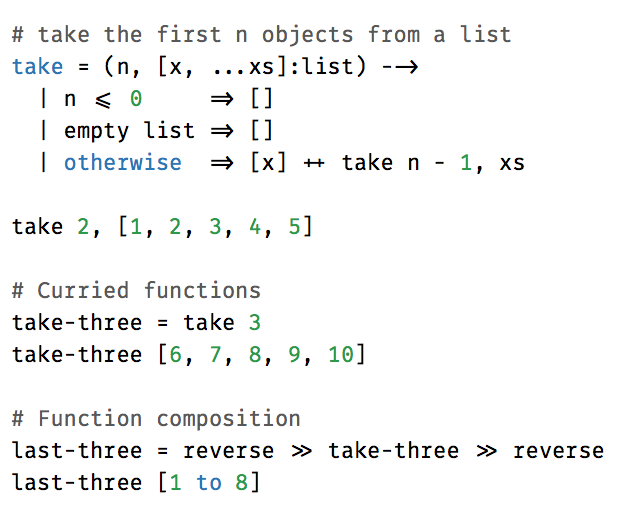 # take the first n objects from a list
take = (n, [x, ...xs]:list) -->
  | n <= 0     => []
  | empty list => []
  | otherwise  => [x] ++ take n - 1, xs

take 2, [1, 2, 3, 4, 5]

# Curried functions
take-three = take 3
take-three [6, 7, 8, 9, 10]

# Function composition
last-three = reverse >> take-three >> reverse
last-three [1 to 8]